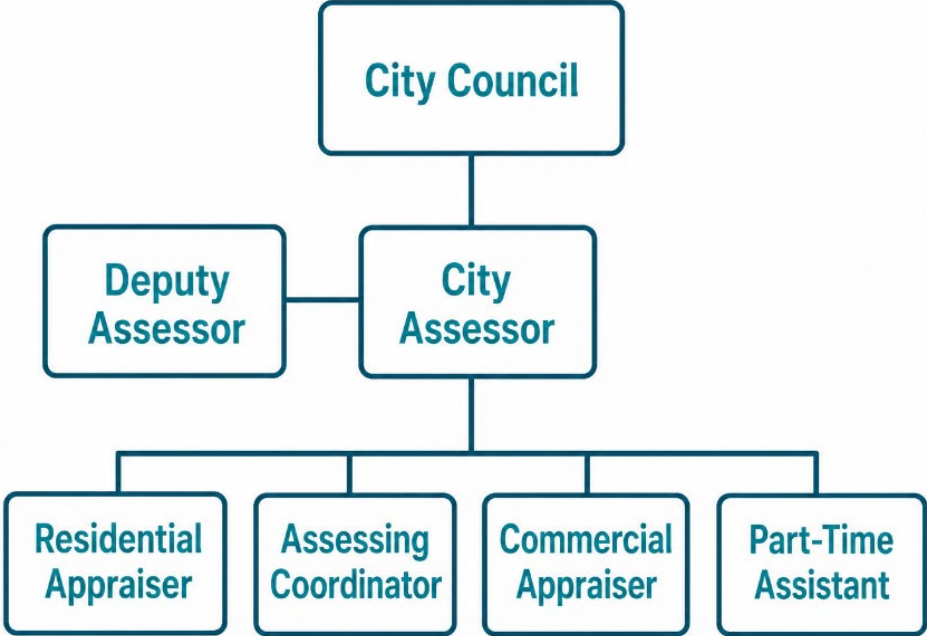 City Council
Deputy
Assessor
City
Assessor
Residential
Appraiser
Assessing
Coordinator
Commercial
Appraiser
Part-Time
Assistant